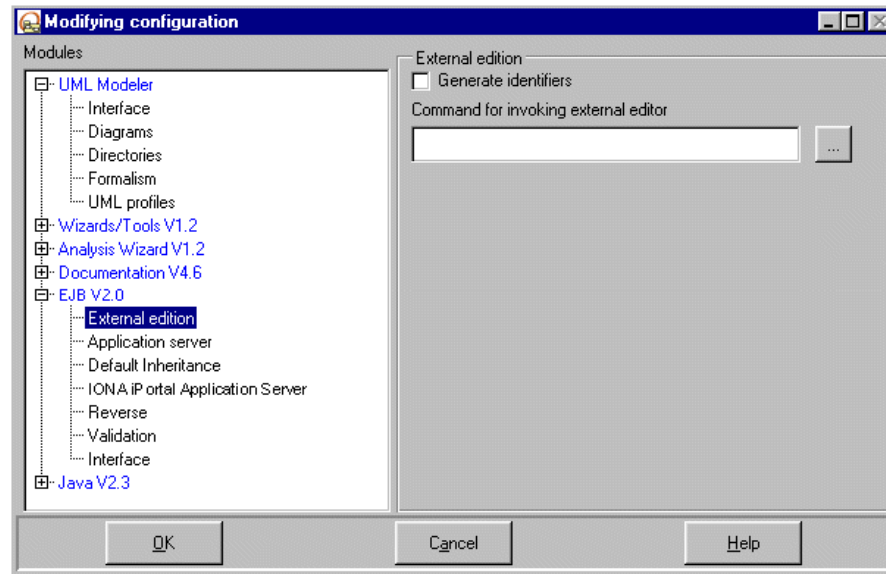 Modifying configuration
Modules
UML Modeler
Interface
Diagrams
Directories
Formalism
UML profiles
Wizards/Tools V1.2
Analysis Wizard V1.2
Documentation V4.6
EJB V2.0
External edition
Application server
Default Inheritance
IONA iPortal Application Server
Reverse
Validation
Interface
Java V2.3
External edition
Generate identifiers
Command for invoking external editor
...
OK
Cancel
Help